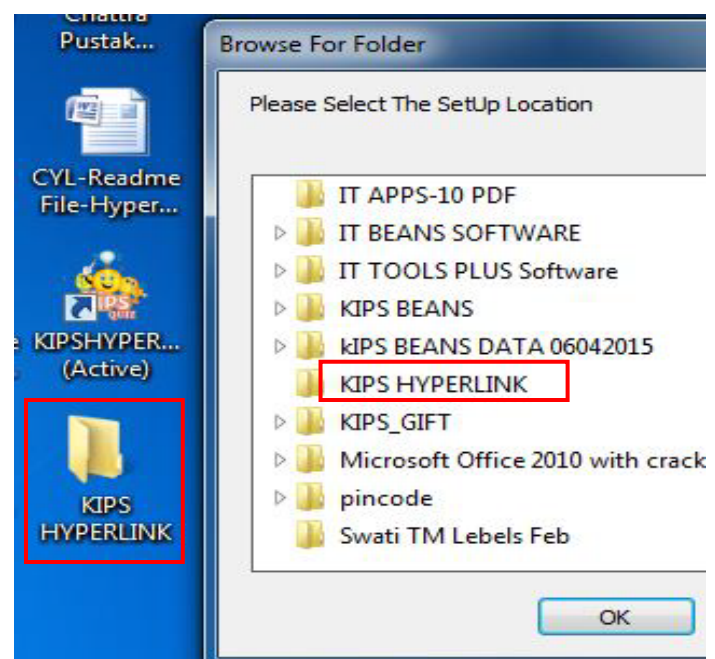 Chattra
Pustak...
CYL-Readme
File-Hyper...
iPS
QUIZ
KIPSHYPER...
(Active)
KIPS
HYPERLINK
Browse For Folder
Please Select The SetUp Location
IT APPS-10 PDF
IT BEANS SOFTWARE
IT TOOLS PLUS Software
KIPS BEANS
kIPS BEANS DATA 06042015
KIPS HYPERLINK
KIPS_GIFT
Microsoft Office 2010 with crack
pincode
Swati TM Lebels Feb
OK